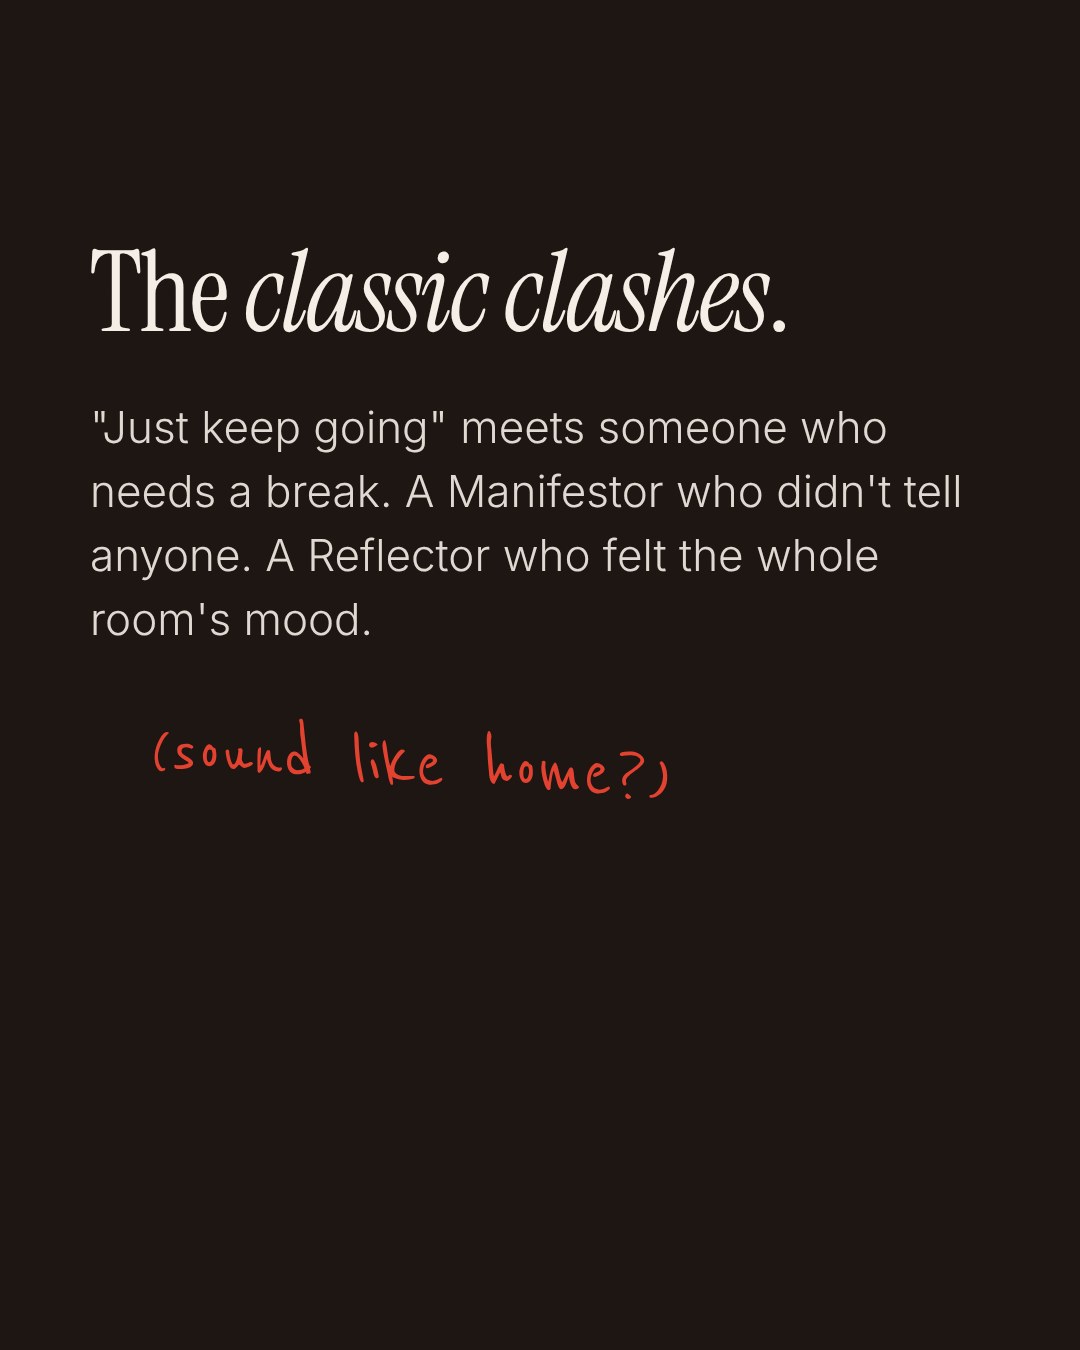 The classic clashes.
"Just keep going" meets someone who
needs a break. A Manifestor who didn't tell
anyone. A Reflector who felt the whole
room's mood.
(sound like home?)